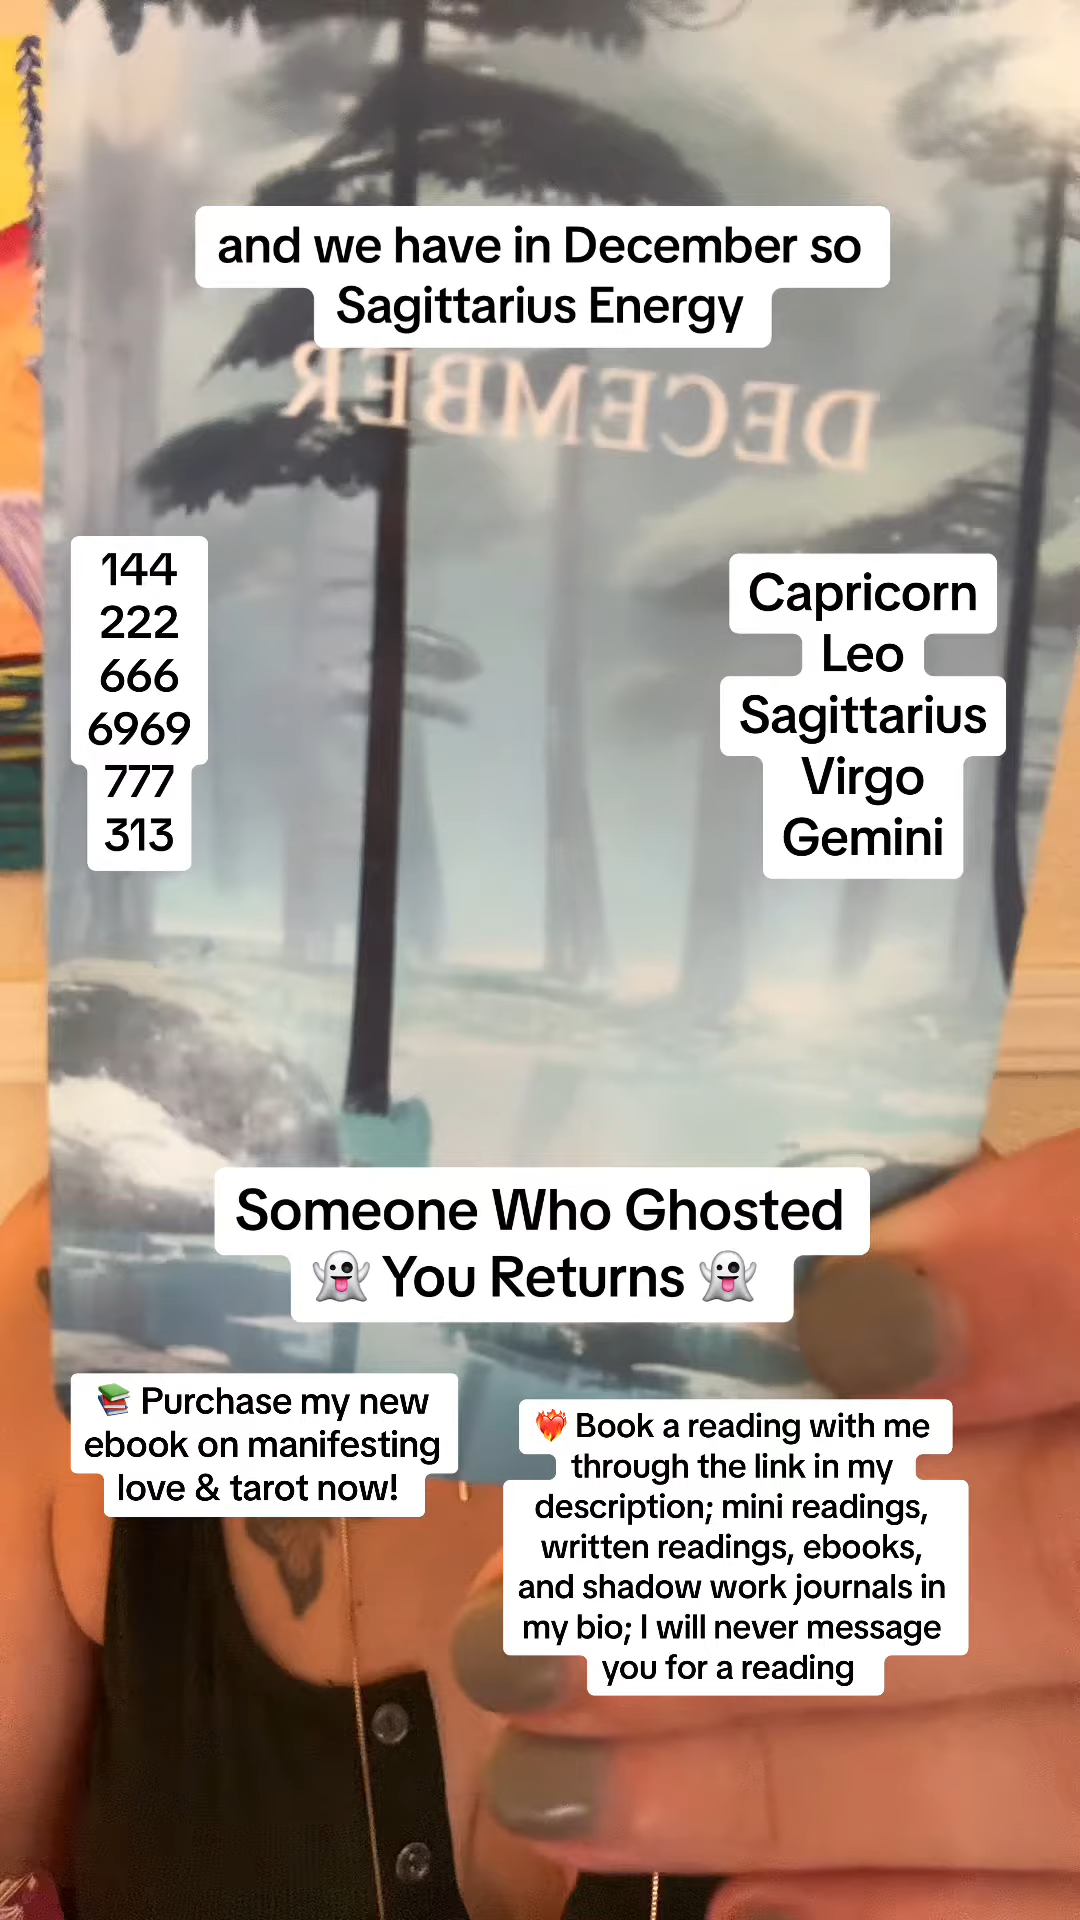 and we have in December so
Sagittarius Energy
DECEMBER
144
222
666
6969
777
313
Capricorn
Leo
Sagittarius
Virgo
Gemini
Someone Who Ghosted
👻 You Returns 👻
📚 Purchase my new
ebook on manifesting
love & tarot now!
❤️‍🔥 Book a reading with me
through the link in my
description; mini readings,
written readings, ebooks,
and shadow work journals in
my bio; I will never message
you for a reading